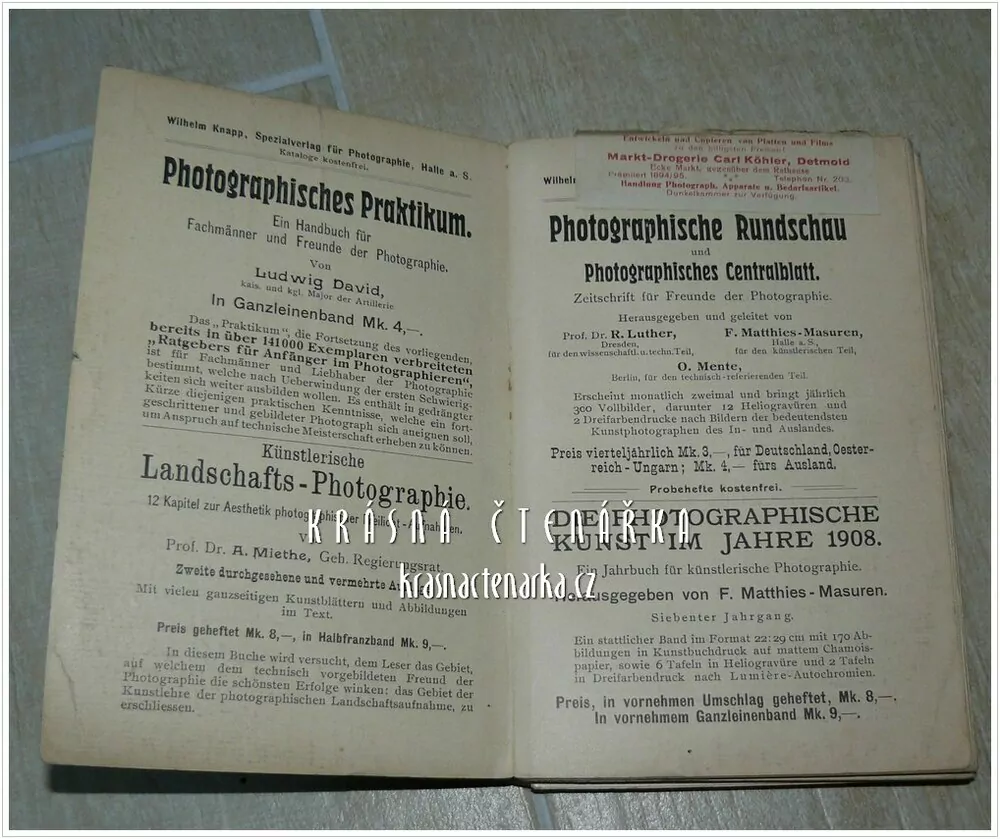 Wilhelm Knapp, Spezialverlag für Photographie, Halle a. S.
Kataloge kostenfrei.
Photographisches Praktikum.
Ein Handbuch für
Fachmänner und Freunde der Photographie.
Von
Ludwig David,
kais. und kgl. Major der Artillerie
In Ganzleinenband Mk. 4,—.
Das „Praktikum“, die Fortsetzung des vorliegenden,
bereits in über 141000 Exemplaren verbreiteten
„Ratgebers für Anfänger im Photographieren“,
ist für Fachmänner und Liebhaber der Photographie
bestimmt, welche nach Ueberwindung der ersten Schwierig-
keiten sich weiter ausbilden wollen. Es enthält in gedrängter
Kürze diejenigen praktischen Kenntnisse, welche ein fort-
geschrittener und gebildeter Photograph sich aneignen soll,
um Anspruch auf technische Meisterschaft erheben zu können.
Künstlerische
Landschafts-Photographie.
12 Kapitel zur Aesthetik photographischer Freilicht-Aufnahmen.
Prof. Dr. A. Miethe, Geh. Regierungsrat.
Zweite durchgesehene und vermehrte
Mit vielen ganzseitigen Kunstblättern und Abbildungen
im Text.
Preis geheftet Mk. 8,—, in Halbfranzband Mk. 9,—.
In diesem Buche wird versucht, dem Leser das Gebiet,
auf welchem dem technisch vorgebildeten Freund der
Photographie die schönsten Erfolge winken: das Gebiet der
Kunstlehre der photographischen Landschaftsaufnahme, zu
erschliessen.
Entwickeln und Copieren von Platten und Films
zu den billigsten Preisen!
Markt-Drogerie Carl Köhler, Detmold
Ecke Markt, gegenüber dem Rathause
Prämiiert 1894/95. Telephon Nr. 203.
Handlung Photograph. Apparate u. Bedarfsartikel.
Dunkelkammer zur Verfügung.
Wilhelm
Photographische Rundschau
und
Photographisches Centralblatt.
Zeitschrift für Freunde der Photographie.
Herausgegeben und geleitet von
Prof. Dr. R. Luther, F. Matthies-Masuren,
Dresden, Halle a. S.,
für den wissenschaftl. u. techn. Teil, für den künstlerischen Teil,
O. Mente,
Berlin, für den technisch-referierenden Teil.
Erscheint monatlich zweimal und bringt jährlich
300 Vollbilder, darunter 12 Heliogravüren und
2 Dreifarbendrucke nach Bildern der bedeutendsten
Kunstphotographen des In- und Auslandes.
Preis vierteljährlich Mk. 3,—, für Deutschland, Oester-
reich-Ungarn; Mk. 4,— fürs Ausland.
Probehefte kostenfrei.
DIE PHOTOGRAPHISCHE
KUNST IM JAHRE 1908.
Ein Jahrbuch für künstlerische Photographie.
Herausgegeben von F. Matthies-Masuren.
Siebenter Jahrgang.
Ein stattlicher Band im Format 22:29 cm mit 170 Ab-
bildungen in Kunstbuchdruck auf mattem Chamois-
papier, sowie 6 Tafeln in Heliogravüre und 2 Tafeln
in Dreifarbendruck nach Lumière-Autochromien.
Preis, in vornehmen Umschlag geheftet, Mk. 8,—.
In vornehmem Ganzleinenband Mk. 9,—.
KRÁSNÁ ČTENÁŘKA
krasnactenarka.cz